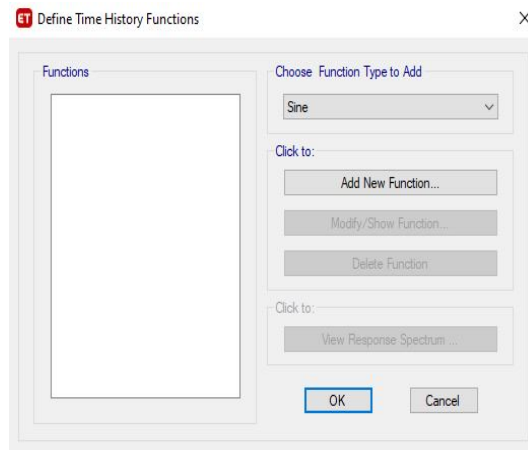 ET Define Time History Functions X
Functions
Choose Function Type to Add
Sine
Click to:
Add New Function...
Modify/Show Function...
Delete Function
Click to:
View Response Spectrum ...
OK Cancel